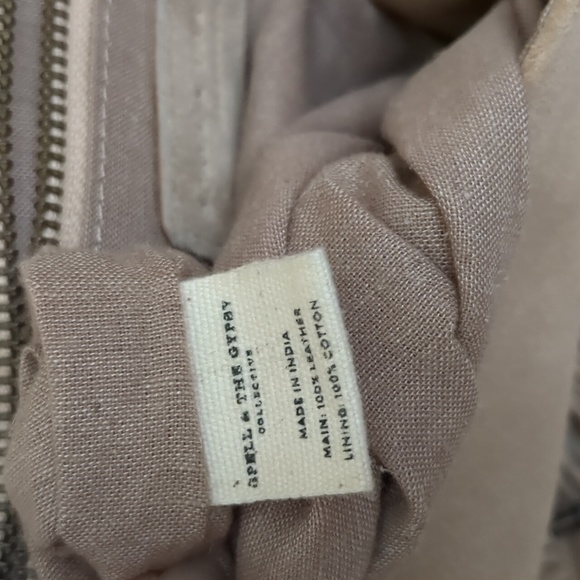 SPELL & THE GYPSY
COLLECTIVE
MADE IN INDIA
MAIN: 100% LEATHER
LINING: 100% COTTON